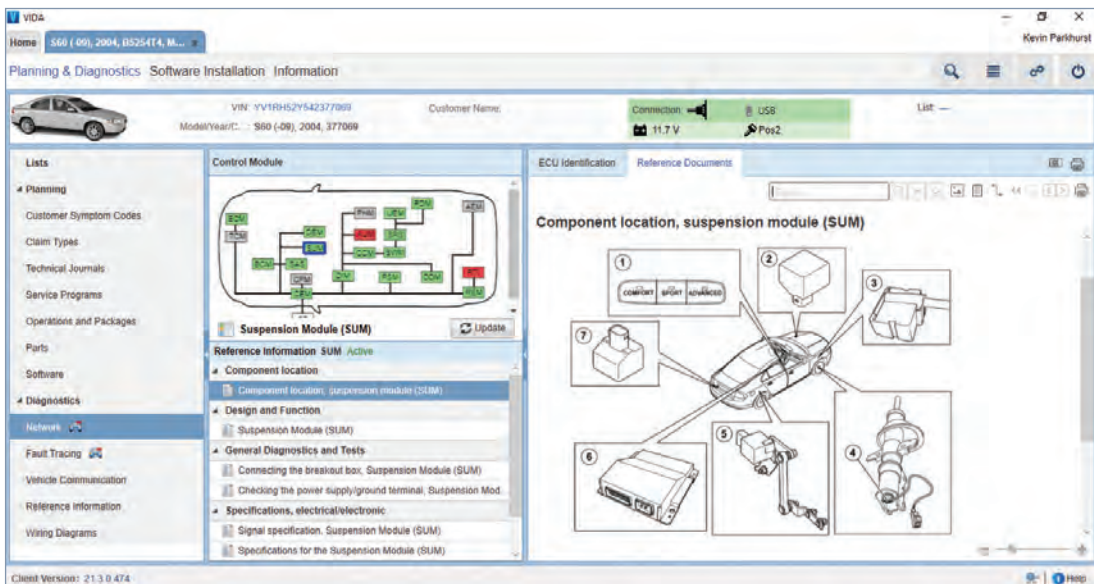 VIDA
Home S60 (-09), 2004, B5254T4, M... Kevin Parkhurst
Planning & Diagnostics Software Installation Information
VIN: YV1RH52Y542377069 Customer Name: Connection: USB List: —
Model/Year/C... : S60 (-09), 2004, 377069 11.7 V Pos2
Lists
Planning
Customer Symptom Codes
Claim Types
Technical Journals
Service Programs
Operations and Packages
Parts
Software
Diagnostics
Network
Fault Tracing
Vehicle Communication
Reference Information
Wiring Diagrams
Control Module
SUM
Suspension Module (SUM) Update
Reference Information SUM Active
Component location
Component location, suspension module (SUM)
Design and Function
Suspension Module (SUM)
General Diagnostics and Tests
Connecting the breakout box, Suspension Module (SUM)
Checking the power supply/ground terminal, Suspension Mod
Specifications, electrical/electronic
Signal specification, Suspension Module (SUM)
Specifications for the Suspension Module (SUM)
ECU Identification Reference Documents
Component location, suspension module (SUM)
1
COMFORT SPORT ADVANCED
2
3
7
6
5
4
Client Version: 21.3.0.474 Help